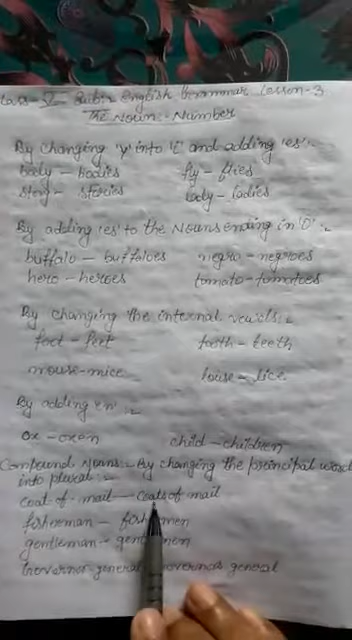 Class-V Sub:- English Grammar Lesson-3
The Noun:- Number
By changing 'y' into 'i' and adding 'es':-
body - bodies fly - flies
story - stories lady - ladies
By adding 'es' to the Nouns ending in 'o':-
buffalo - buffaloes negro - negroes
hero - heroes tomato - tomatoes
By changing the internal vowels:-
foot - feet tooth - teeth
mouse - mice louse - lice
By adding 'en':-
ox - oxen child - children
Compound Nouns:- By changing the principal word
into plural:-
coat-of-mail - coats of mail
fisherman - men
gentleman - men
Governor-general general